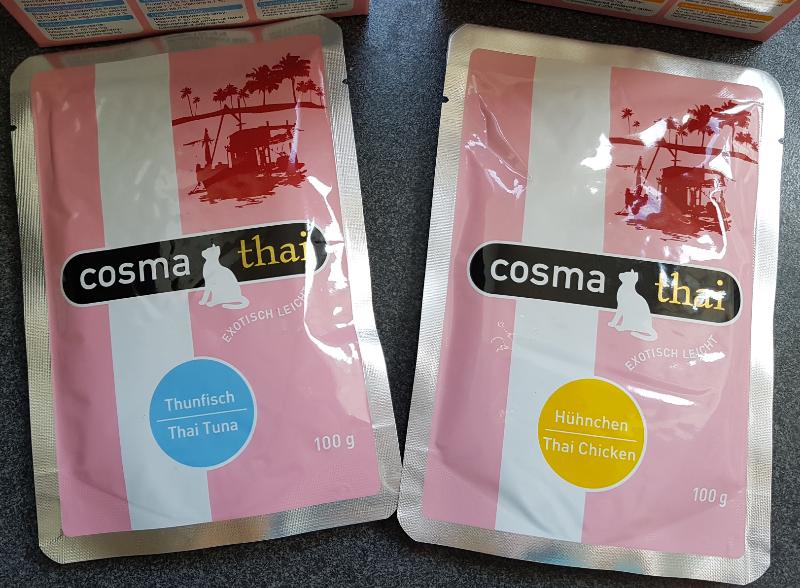 cosma thai
EXOTISCH LEICHT
Thunfisch
Thai Tuna
100 g
cosma thai
EXOTISCH LEICHT
Hühnchen
Thai Chicken
100 g